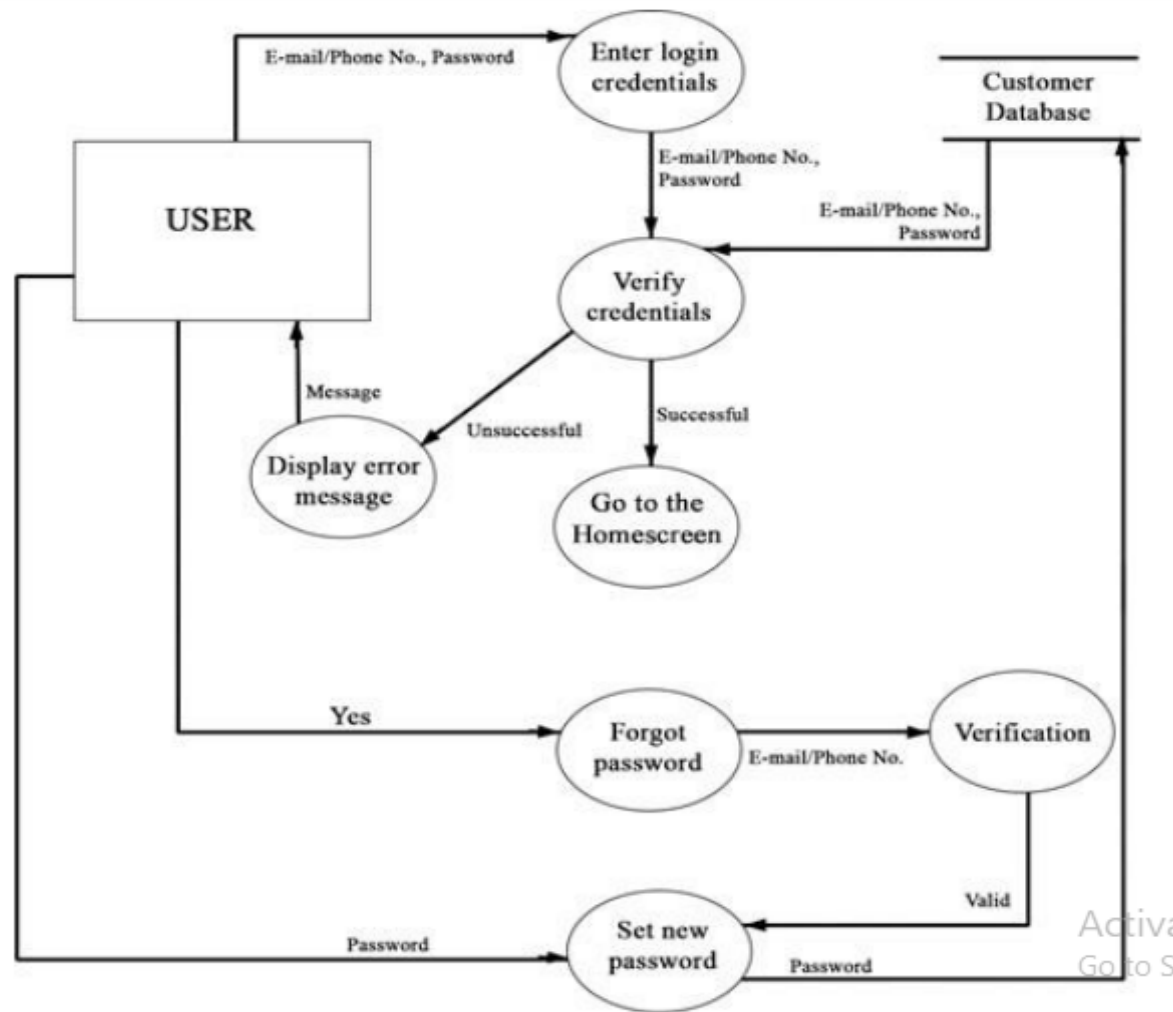 Enter login
credentials
E-mail/Phone No., Password
Customer
Database
E-mail/Phone No.,
Password
USER
E-mail/Phone No.,
Password
Verify
credentials
Message
Successful
Unsuccessful
Display error
message
Go to the
Homescreen
Yes
Forgot
password
E-mail/Phone No.
Verification
Valid
Set new
password
Password
Password
Activa
Go to S